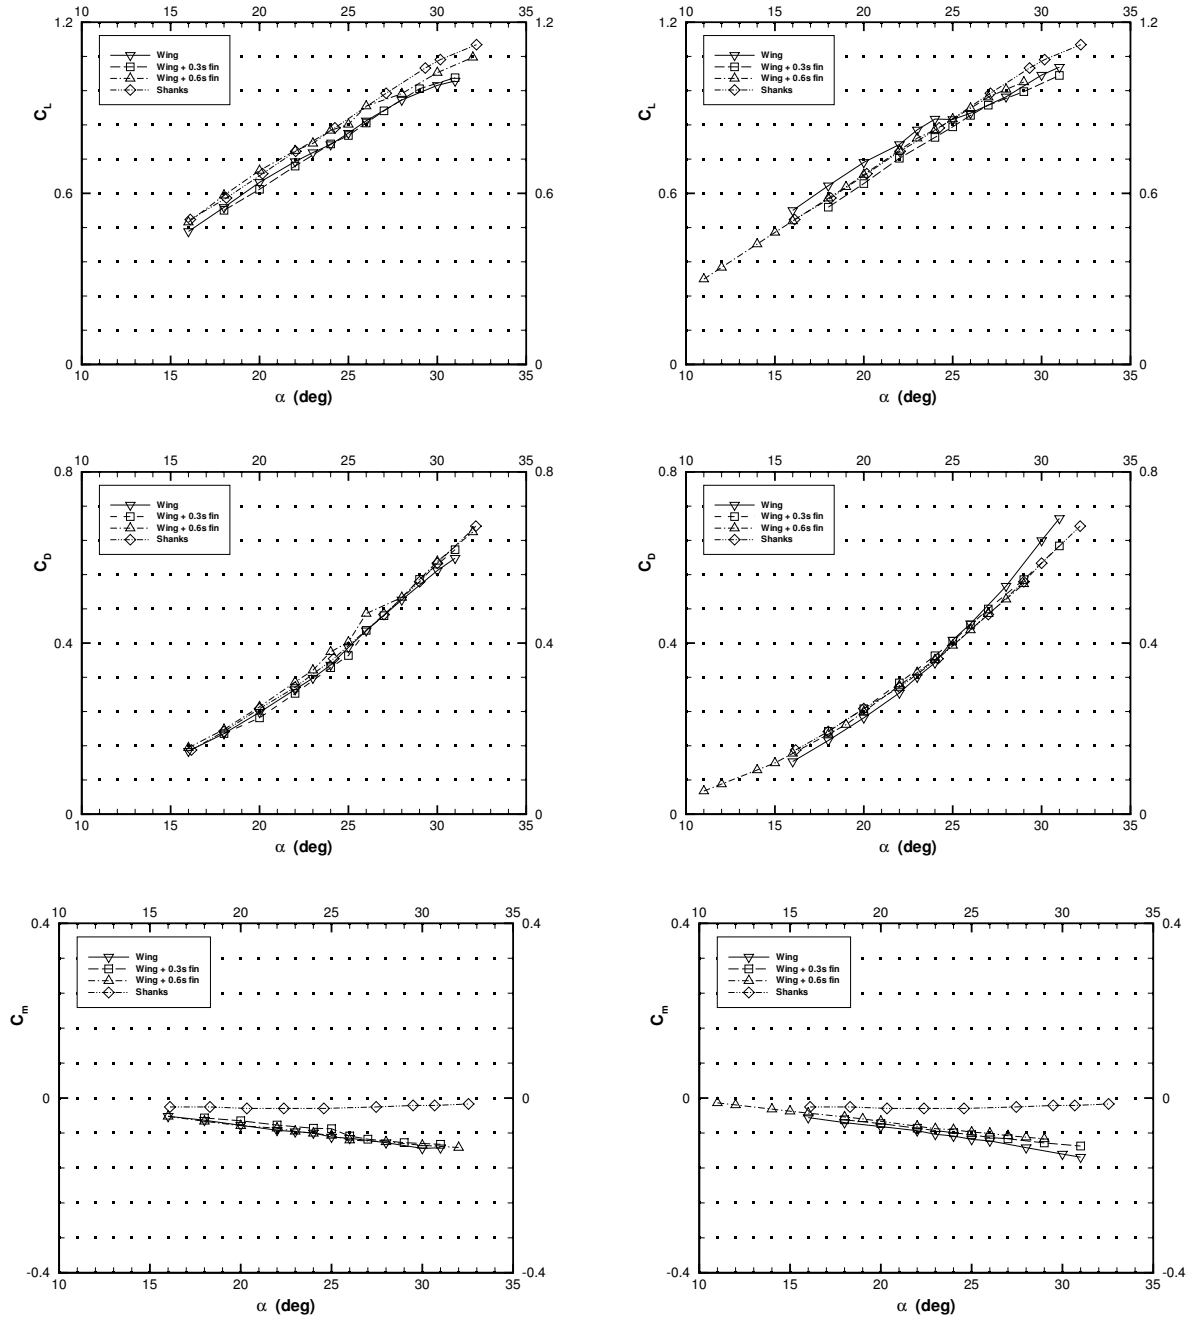 10 15 20 25 30 35
1.2 1.2
Wing
Wing + 0.3s fin
Wing + 0.6s fin
Shanks
C_L
0.6 0.6
0 0
10 15 20 25 30 35
α (deg)
10 15 20 25 30 35
1.2 1.2
Wing
Wing + 0.3s fin
Wing + 0.6s fin
Shanks
C_L
0.6 0.6
0 0
10 15 20 25 30 35
α (deg)
10 15 20 25 30 35
0.8 0.8
Wing
Wing + 0.3s fin
Wing + 0.6s fin
Shanks
C_D
0.4 0.4
0 0
10 15 20 25 30 35
α (deg)
10 15 20 25 30 35
0.8 0.8
Wing
Wing + 0.3s fin
Wing + 0.6s fin
Shanks
C_D
0.4 0.4
0 0
10 15 20 25 30 35
α (deg)
10 15 20 25 30 35
0.4 0.4
Wing
Wing + 0.3s fin
Wing + 0.6s fin
Shanks
C_m
0 0
-0.4 -0.4
10 15 20 25 30 35
α (deg)
10 15 20 25 30 35
0.4 0.4
Wing
Wing + 0.3s fin
Wing + 0.6s fin
Shanks
C_m
0 0
-0.4 -0.4
10 15 20 25 30 35
α (deg)